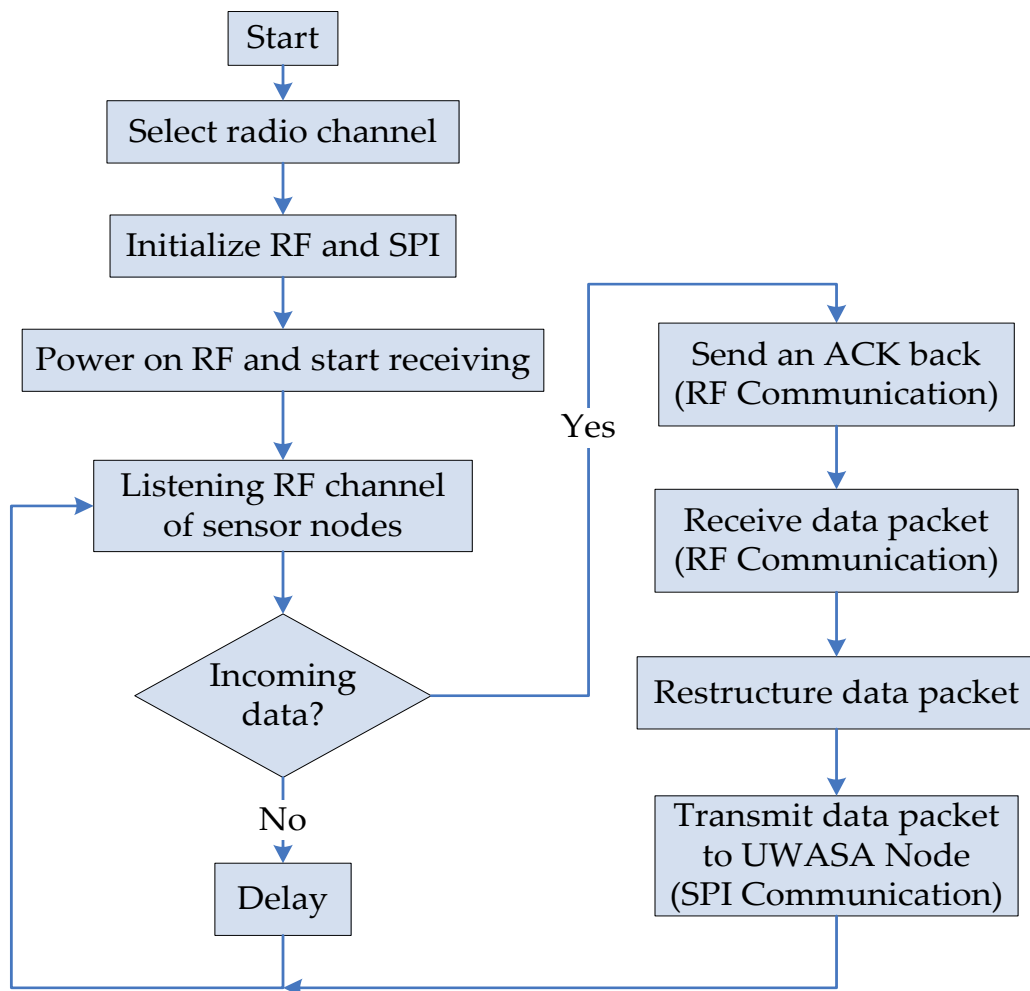 Start
Select radio channel
Initialize RF and SPI
Power on RF and start receiving
Listening RF channel
of sensor nodes
Incoming
data?
No
Delay
Yes
Send an ACK back
(RF Communication)
Receive data packet
(RF Communication)
Restructure data packet
Transmit data packet
to UWASA Node
(SPI Communication)